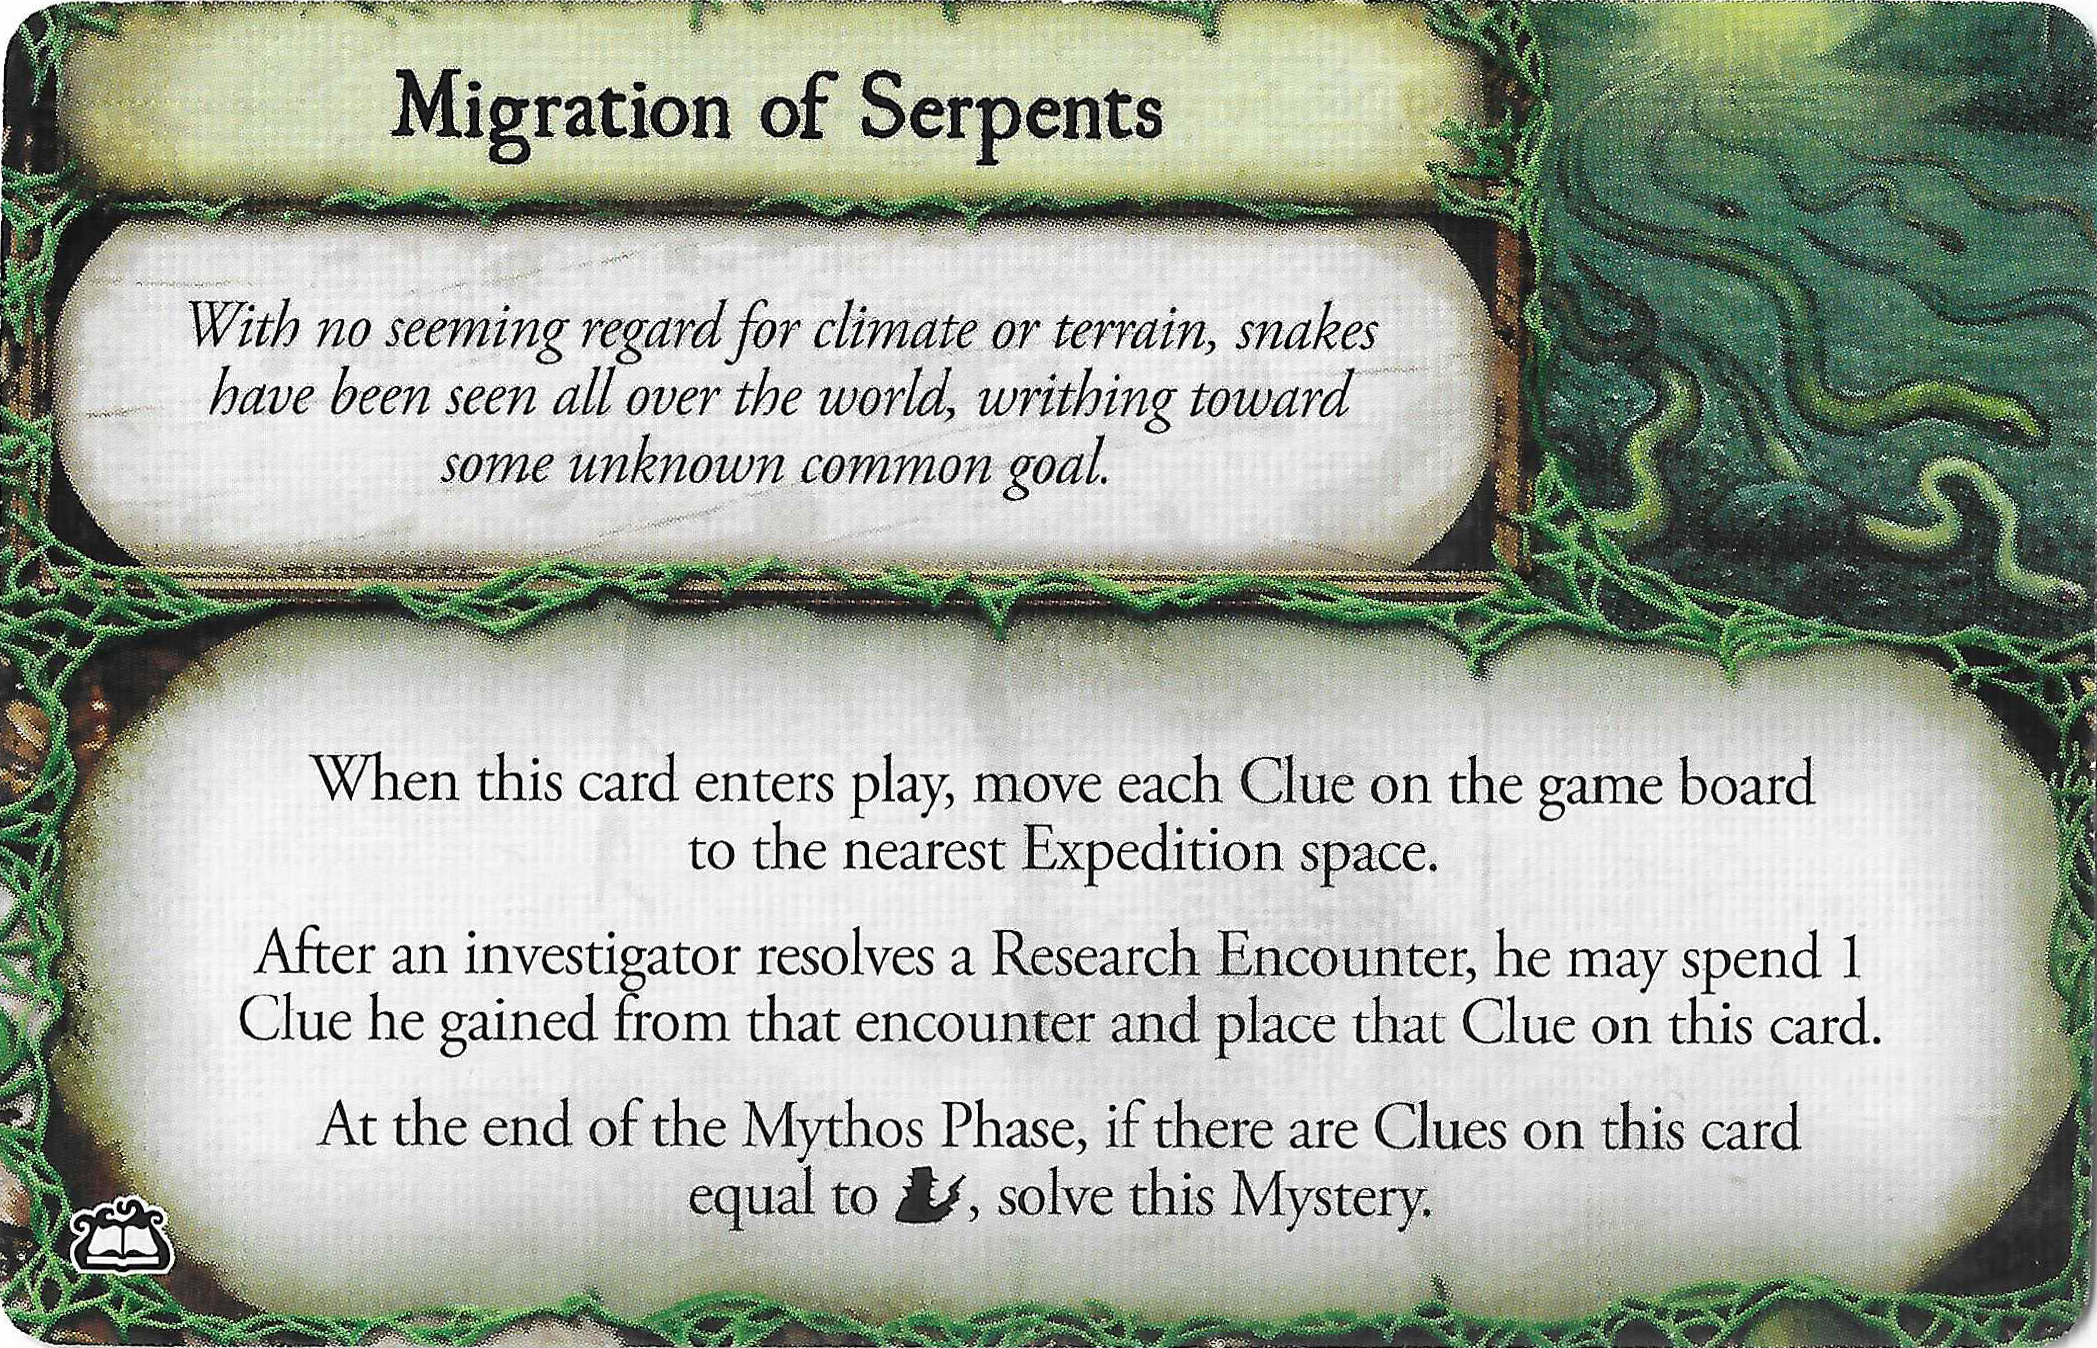 Migration of Serpents
With no seeming regard for climate or terrain, snakes
have been seen all over the world, writhing toward
some unknown common goal.
When this card enters play, move each Clue on the game board
to the nearest Expedition space.
After an investigator resolves a Research Encounter, he may spend 1
Clue he gained from that encounter and place that Clue on this card.
At the end of the Mythos Phase, if there are Clues on this card
equal to , solve this Mystery.